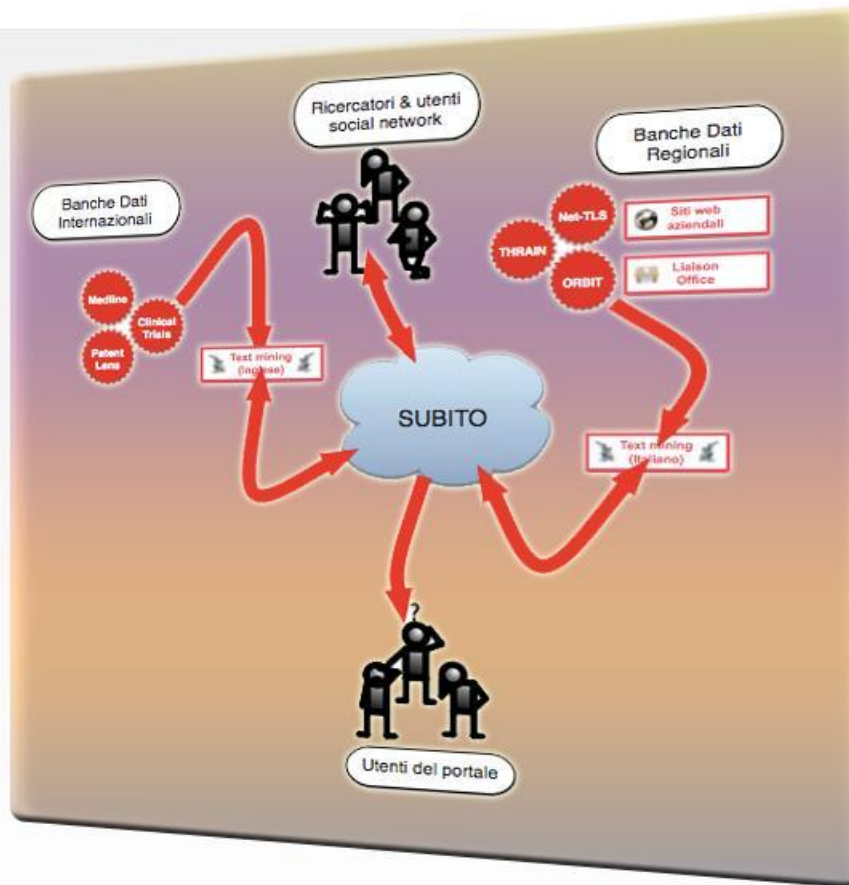 Ricercatori & utenti
social network
Banche Dati
Regionali
Banche Dati
Internazionali
Net-TLS
THRAIN
ORBIT
Siti web
aziendali
Liaison
Office
Medline
Clinical
Trials
Patent
Lens
Text mining
(Inglese)
SUBITO
Text mining
(Italiano)
?
Utenti del portale